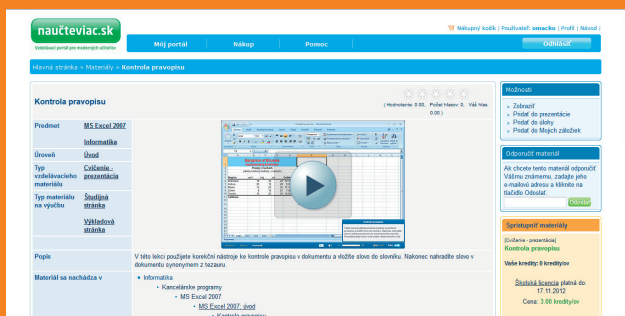 naučteviac.sk
Vzdelávací portál pre moderných učiteľov
Nákupný košík | Používateľ: omacko | Profil | Návod |
Môj portál | Nákup | Pomoc
Odhlásiť
Hlavná stránka » Materiály » Kontrola pravopisu
Kontrola pravopisu
( Hodnotenie: 0.00, Počet hlasov: 0, Váš hlas: 0.00 )
Predmet
MS Excel 2007
Informatika
Úroveň
Úvod
Typ vzdelávacieho materiálu
Cvičenie - prezentácia
Typ materiálu na výučbu
Študijná stránka
Výkladová stránka
Popis
V této lekci použijete korekční nástroje ke kontrole pravopisu v dokumentu a vložíte slovo do slovníku. Nakonec nahradíte slovo v
dokumentu synonymem z tezauru.
Materiál sa nachádza v
Informatika
Kancelárske programy
MS Excel 2007
MS Excel 2007: úvod
Kontrola pravopisu
Možnosti
Zobraziť
Pridať do prezentácie
Pridať do úlohy
Pridať do Mojich záložiek
Odporučiť materiál
Ak chcete tento materiál odporučiť
Vášmu známemu, zadajte jeho
e-mailovú adresu a kliknite na
tlačidlo Odoslať.
Odoslať
Sprístupniť materiály
[Cvičenie - prezentácia]
Kontrola pravopisu
Vaše kredity: 0 kredityiov
Školská licencia platná do
17.11.2012
Cena: 3.00 kredity/ov